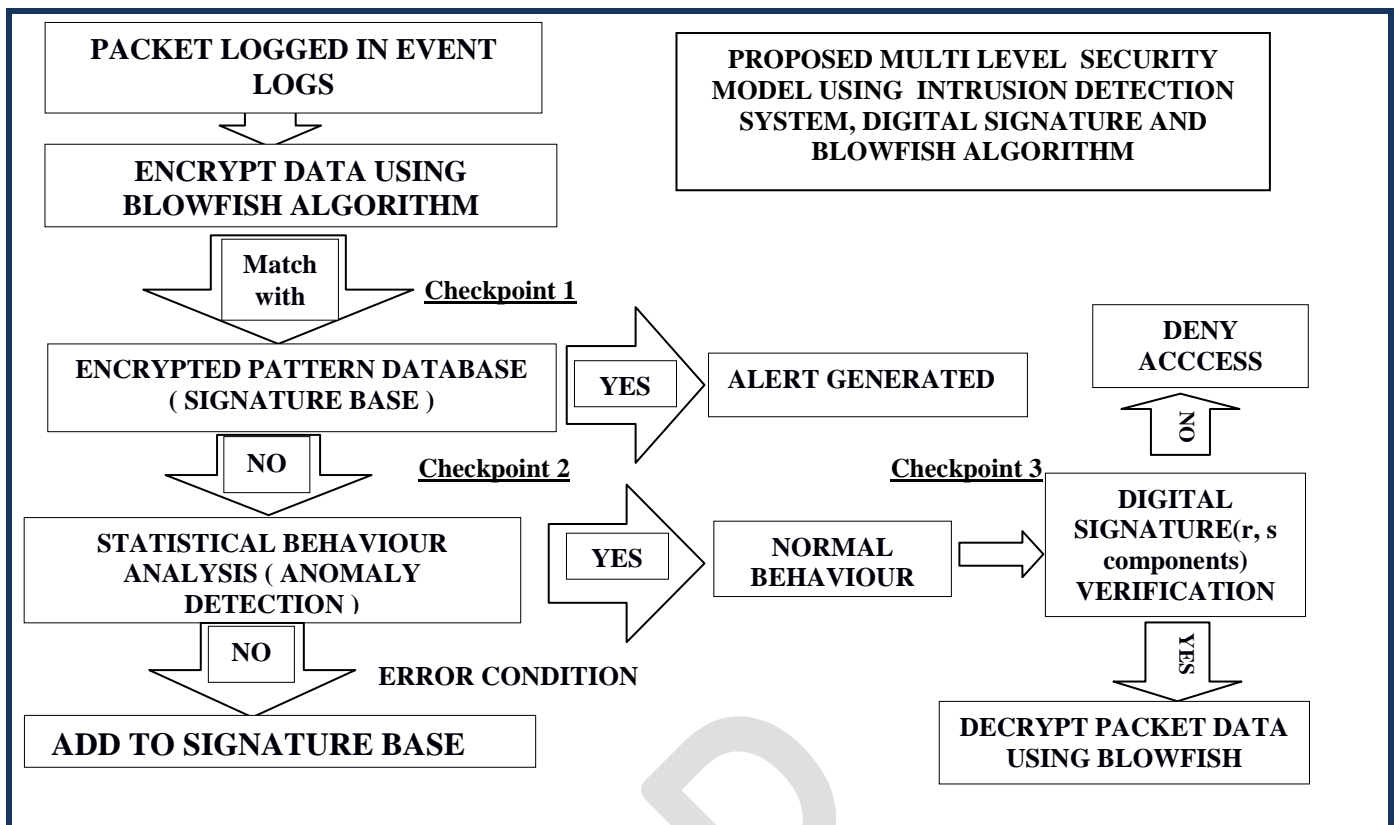 PACKET LOGGED IN EVENT
LOGS
PROPOSED MULTI LEVEL SECURITY
MODEL USING INTRUSION DETECTION
SYSTEM, DIGITAL SIGNATURE AND
BLOWFISH ALGORITHM
ENCRYPT DATA USING
BLOWFISH ALGORITHM
Match
with
Checkpoint 1
ENCRYPTED PATTERN DATABASE
( SIGNATURE BASE )
YES
ALERT GENERATED
DENY
ACCCESS
NO
NO
Checkpoint 2
Checkpoint 3
STATISTICAL BEHAVIOUR
ANALYSIS ( ANOMALY
DETECTION )
YES
NORMAL
BEHAVIOUR
DIGITAL
SIGNATURE(r, s
components)
VERIFICATION
NO
ERROR CONDITION
YES
ADD TO SIGNATURE BASE
DECRYPT PACKET DATA
USING BLOWFISH